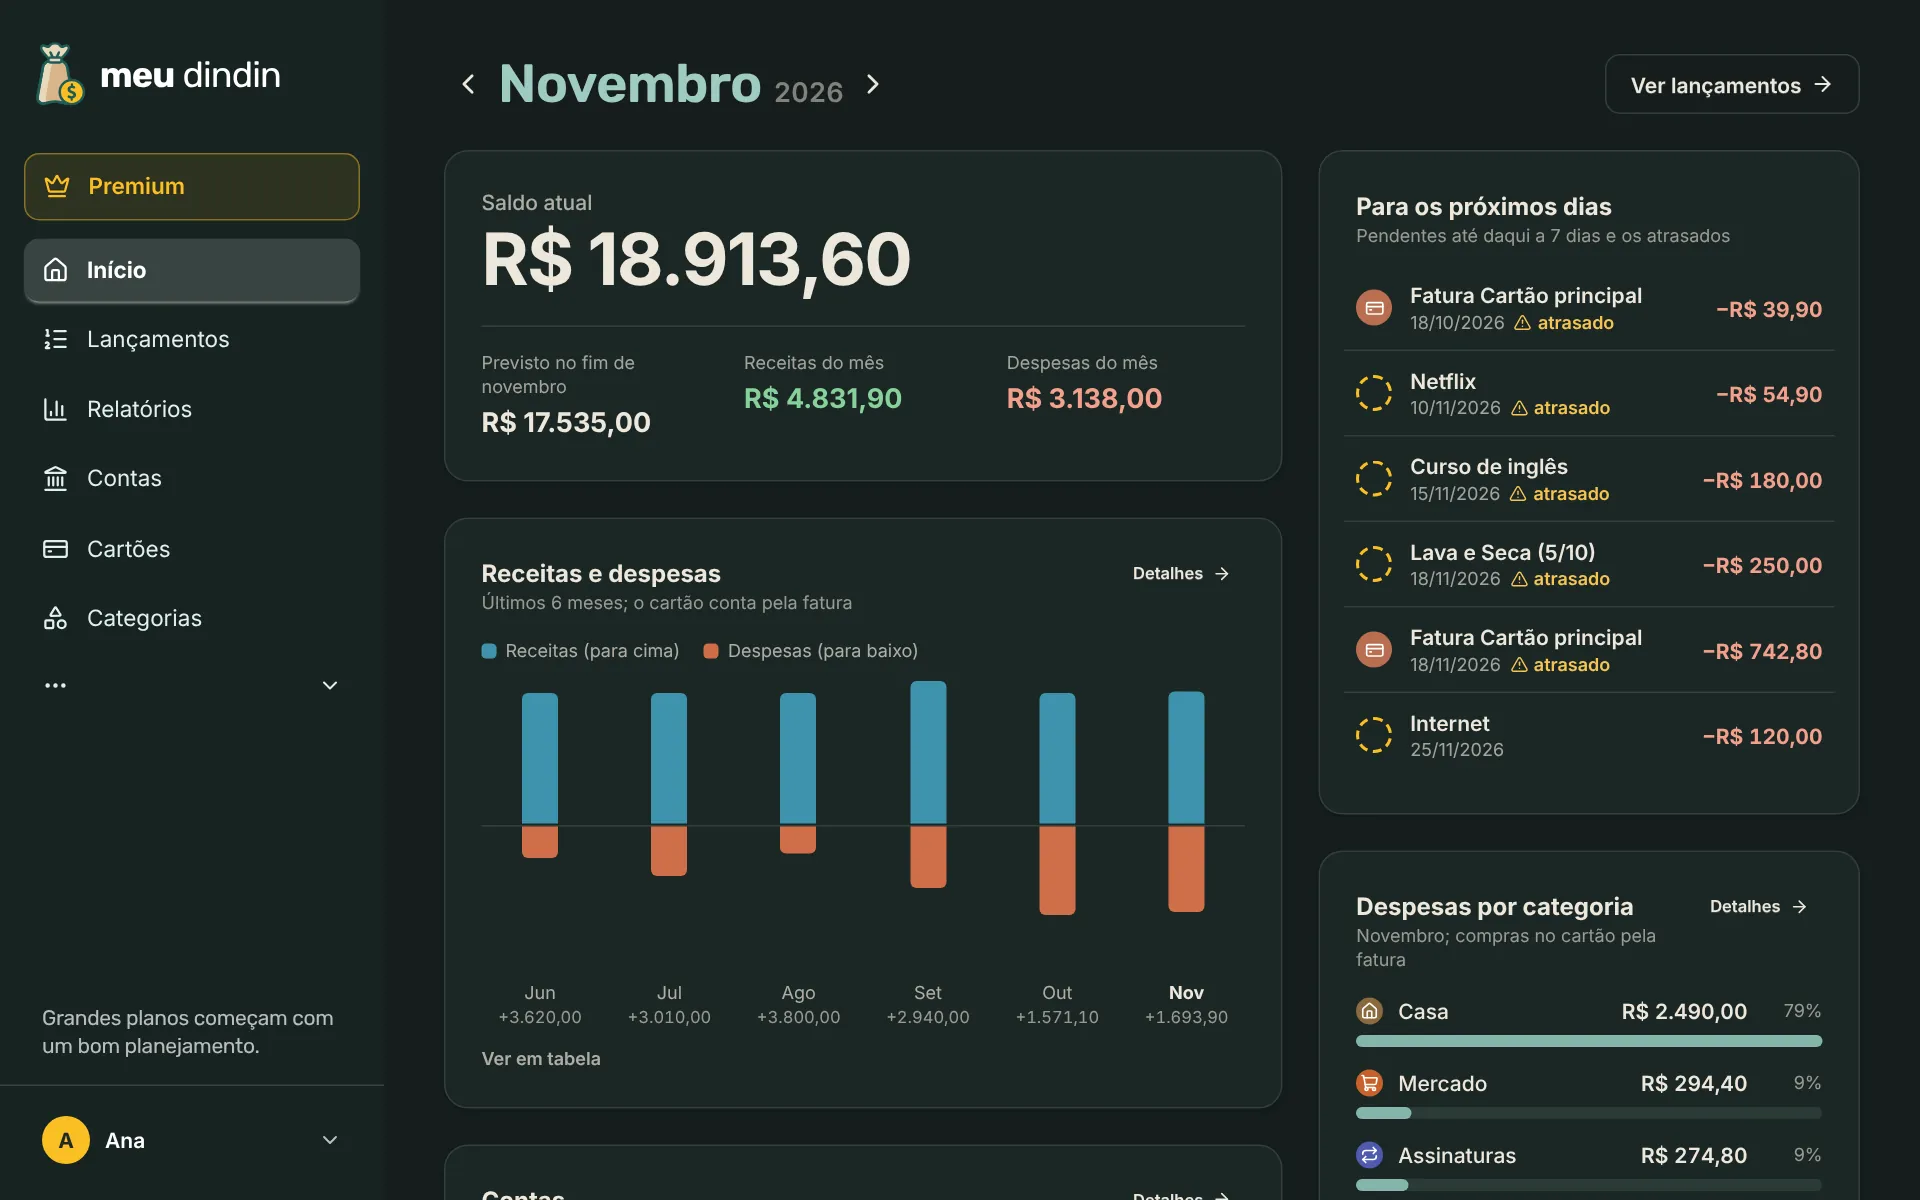 meu dindin
Premium
Início
Lançamentos
Relatórios
Contas
Cartões
Categorias
Grandes planos começam com
um bom planejamento.
A
Ana
Novembro 2026
Ver lançamentos
Saldo atual
R$ 18.913,60
Previsto no fim de
novembro
R$ 17.535,00
Receitas do mês
R$ 4.831,90
Despesas do mês
R$ 3.138,00
Receitas e despesas
Detalhes
Últimos 6 meses; o cartão conta pela fatura
Receitas (para cima)
Despesas (para baixo)
Jun
+3.620,00
Jul
+3.010,00
Ago
+3.800,00
Set
+2.940,00
Out
+1.571,10
Nov
+1.693,90
Ver em tabela
Contas
Detalhes
Para os próximos dias
Pendentes até daqui a 7 dias e os atrasados
Fatura Cartão principal
18/10/2026 atrasado
−R$ 39,90
Netflix
10/11/2026 atrasado
−R$ 54,90
Curso de inglês
15/11/2026 atrasado
−R$ 180,00
Lava e Seca (5/10)
18/11/2026 atrasado
−R$ 250,00
Fatura Cartão principal
18/11/2026 atrasado
−R$ 742,80
Internet
25/11/2026
−R$ 120,00
Despesas por categoria
Detalhes
Novembro; compras no cartão pela
fatura
Casa R$ 2.490,00 79%
Mercado R$ 294,40 9%
Assinaturas R$ 274,80 9%